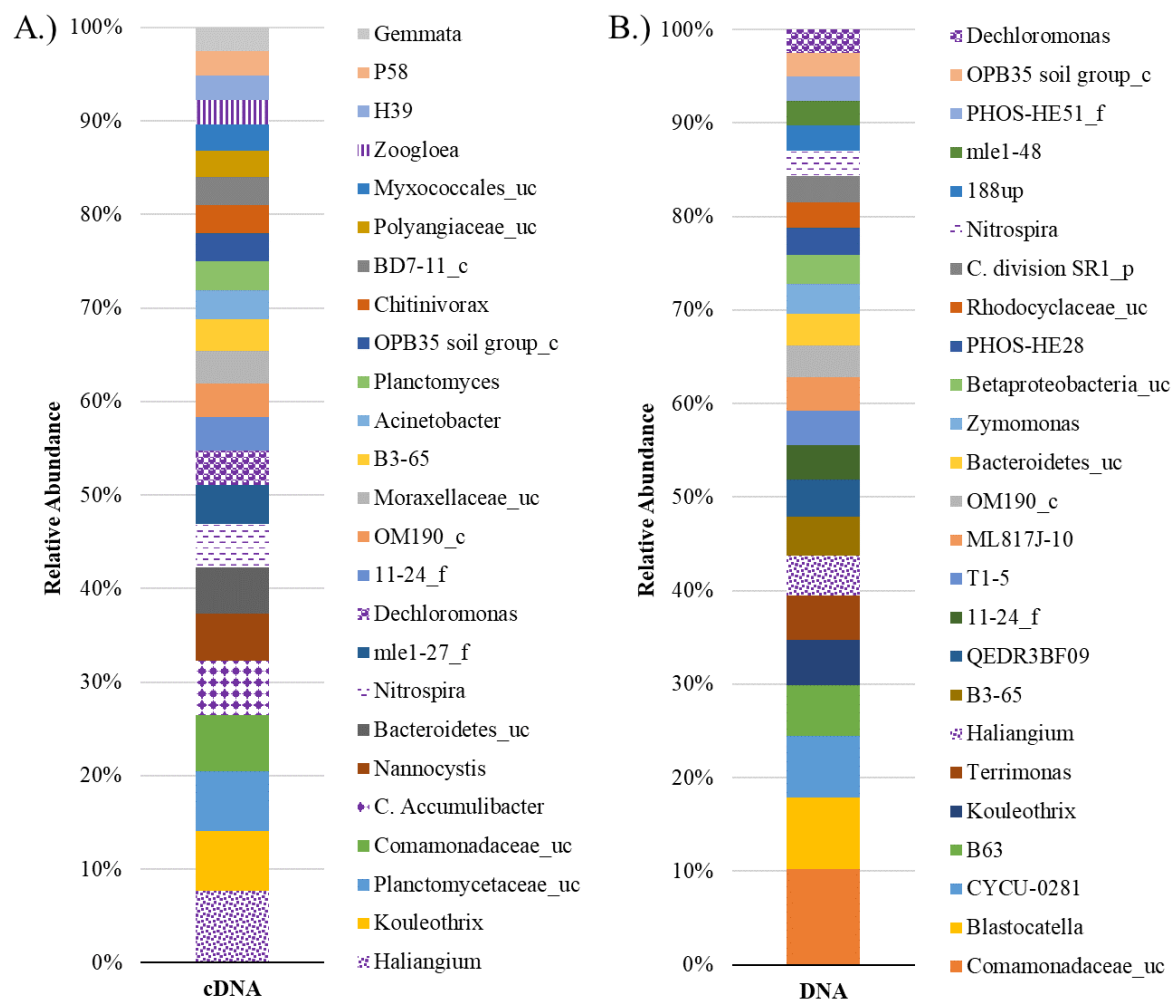 A.)
100%
90%
80%
70%
60%
50%
40%
30%
20%
10%
0%
Relative Abundance
cDNA
Gemmata
P58
H39
Zoogloea
Myxococcales_uc
Polyangiaceae_uc
BD7-11_c
Chitinivorax
OPB35 soil group_c
Planctomyces
Acinetobacter
B3-65
Moraxellaceae_uc
OM190_c
11-24_f
Dechloromonas
mle1-27_f
Nitrospira
Bacteroidetes_uc
Nannocystis
C. Accumulibacter
Comamonadaceae_uc
Planctomycetaceae_uc
Kouleothrix
Haliangium
B.)
100%
90%
80%
70%
60%
50%
40%
30%
20%
10%
0%
Relative Abundance
DNA
Dechloromonas
OPB35 soil group_c
PHOS-HE51_f
mle1-48
188up
Nitrospira
C. division SR1_p
Rhodocyclaceae_uc
PHOS-HE28
Betaproteobacteria_uc
Zymomonas
Bacteroidetes_uc
OM190_c
ML817J-10
T1-5
11-24_f
QEDR3BF09
B3-65
Haliangium
Terrimonas
Kouleothrix
B63
CYCU-0281
Blastocatella
Comamonadaceae_uc